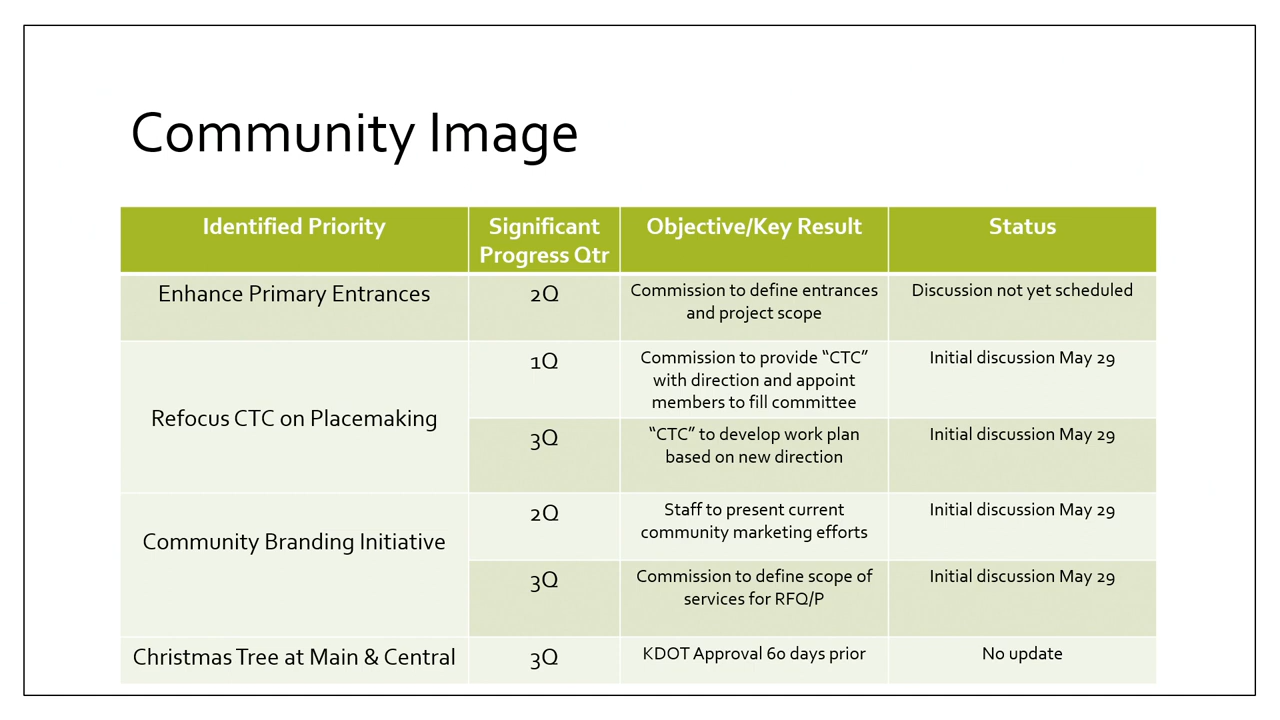 Community Image
Identified Priority
Significant
Progress Qtr
Objective/Key Result
Status
Enhance Primary Entrances
2Q
Commission to define entrances
and project scope
Discussion not yet scheduled
Refocus CTC on Placemaking
1Q
Commission to provide “CTC”
with direction and appoint
members to fill committee
Initial discussion May 29
3Q
“CTC” to develop work plan
based on new direction
Initial discussion May 29
Community Branding Initiative
2Q
Staff to present current
community marketing efforts
Initial discussion May 29
3Q
Commission to define scope of
services for RFQ/P
Initial discussion May 29
Christmas Tree at Main & Central
3Q
KDOT Approval 60 days prior
No update